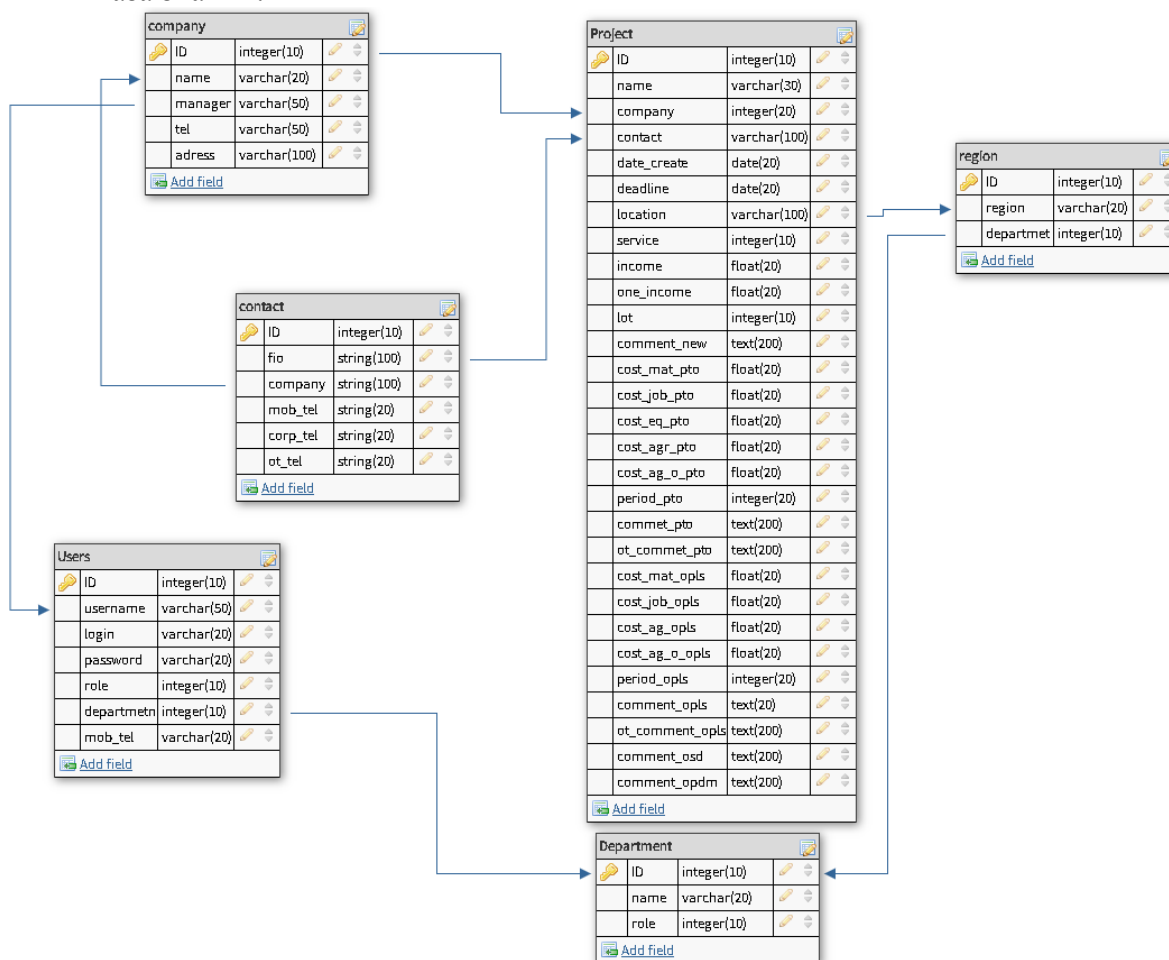 company
ID integer(10)
name varchar(20)
manager varchar(50)
tel varchar(50)
adress varchar(100)
Add field
Project
ID integer(10)
name varchar(30)
company integer(20)
contact varchar(100)
date_create date(20)
deadline date(20)
location varchar(100)
service integer(10)
income float(20)
one_income float(20)
lot integer(10)
comment_new text(200)
cost_mat_pto float(20)
cost_job_pto float(20)
cost_eq_pto float(20)
cost_agr_pto float(20)
cost_ag_o_pto float(20)
period_pto integer(20)
commet_pto text(200)
ot_commet_pto text(200)
cost_mat_opls float(20)
cost_job_opls float(20)
cost_ag_opls float(20)
cost_ag_o_opls float(20)
period_opls integer(20)
comment_opls text(20)
ot_comment_opls text(200)
comment_osd text(200)
comment_opdm text(200)
Add field
region
ID integer(10)
region varchar(20)
departmet integer(10)
Add field
contact
ID integer(10)
fio string(100)
company string(100)
mob_tel string(20)
corp_tel string(20)
ot_tel string(20)
Add field
Users
ID integer(10)
username varchar(50)
login varchar(20)
password varchar(20)
role integer(10)
departmetn integer(10)
mob_tel varchar(20)
Add field
Department
ID integer(10)
name varchar(20)
role integer(10)
Add field